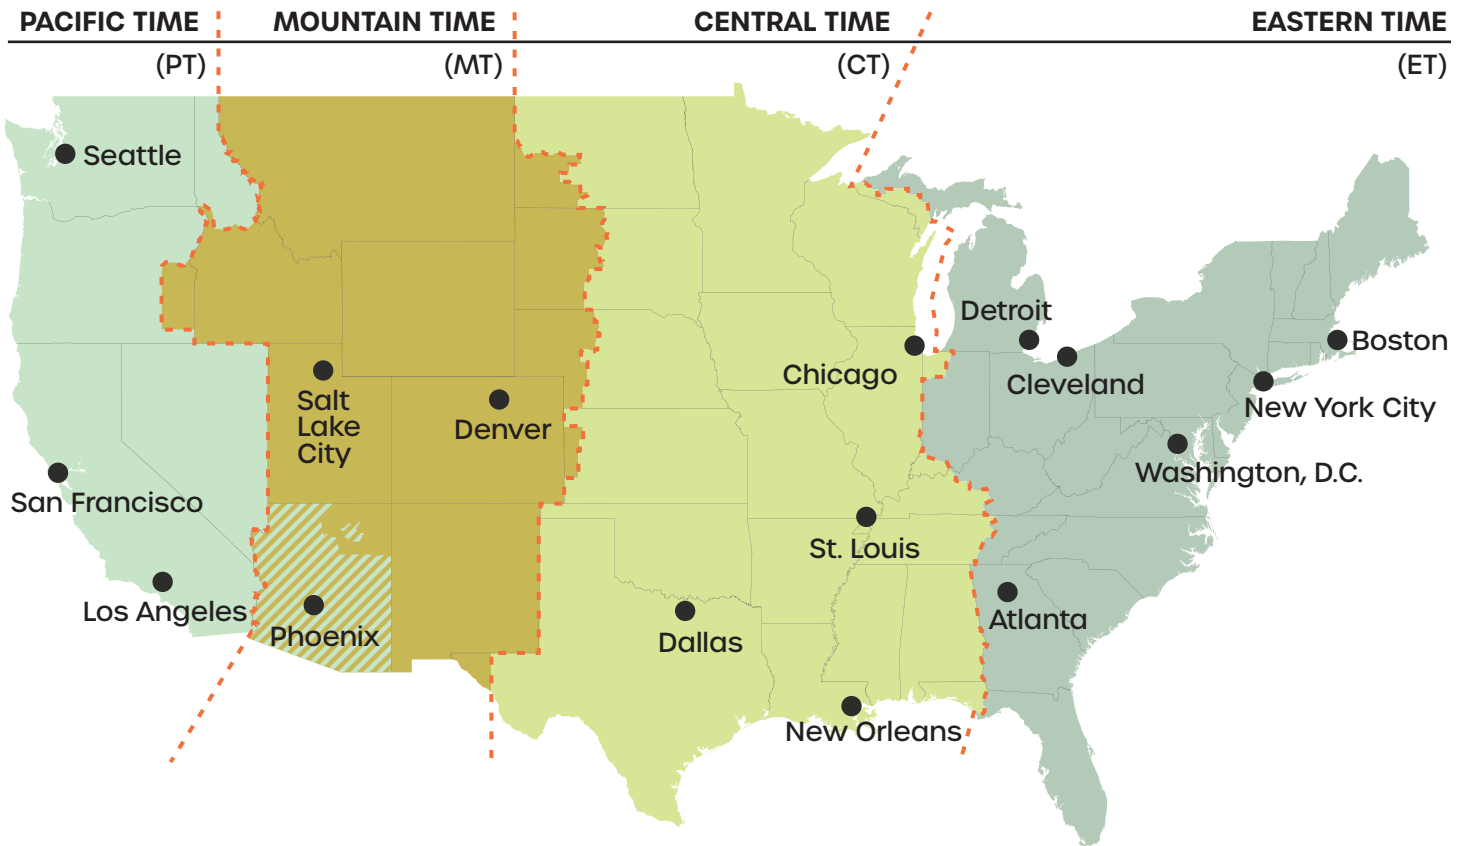 PACIFIC TIME
(PT)
MOUNTAIN TIME
(MT)
CENTRAL TIME
(CT)
EASTERN TIME
(ET)
Seattle
Detroit
Boston
Chicago
Cleveland
Salt
Lake
City
Denver
New York City
Washington, D.C.
San Francisco
St. Louis
Los Angeles
Phoenix
Dallas
Atlanta
New Orleans